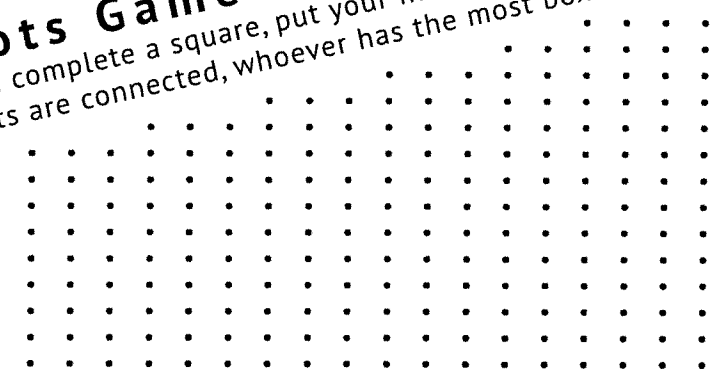 ots Game
complete a square, put your
ts are connected, whoever has the most